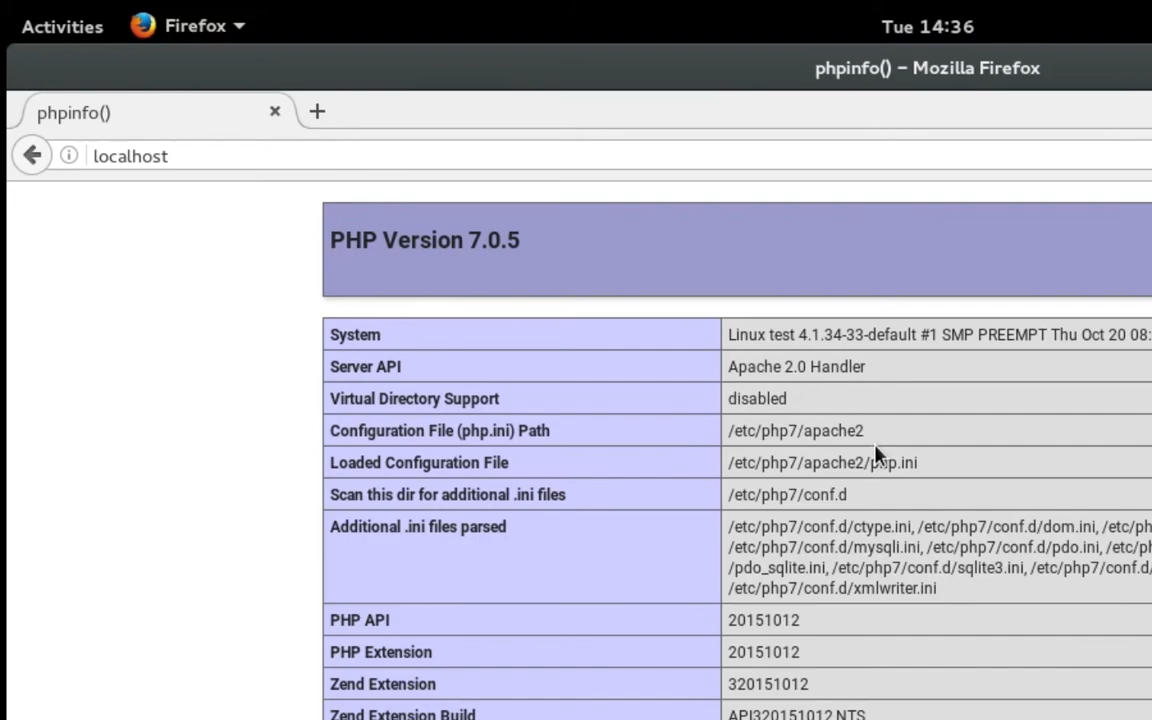 Activities Firefox Tue 14:36
phpinfo() – Mozilla Firefox
phpinfo()
localhost
PHP Version 7.0.5
System Linux test 4.1.34-33-default #1 SMP PREEMPT Thu Oct 20 08:
Server API Apache 2.0 Handler
Virtual Directory Support disabled
Configuration File (php.ini) Path /etc/php7/apache2
Loaded Configuration File /etc/php7/apache2/php.ini
Scan this dir for additional .ini files /etc/php7/conf.d
Additional .ini files parsed /etc/php7/conf.d/ctype.ini, /etc/php7/conf.d/dom.ini, /etc/ph
/etc/php7/conf.d/mysqli.ini, /etc/php7/conf.d/pdo.ini, /etc/p
/pdo_sqlite.ini, /etc/php7/conf.d/sqlite3.ini, /etc/php7/conf.d/
/etc/php7/conf.d/xmlwriter.ini
PHP API 20151012
PHP Extension 20151012
Zend Extension 320151012
Zend Extension Build API320151012,NTS